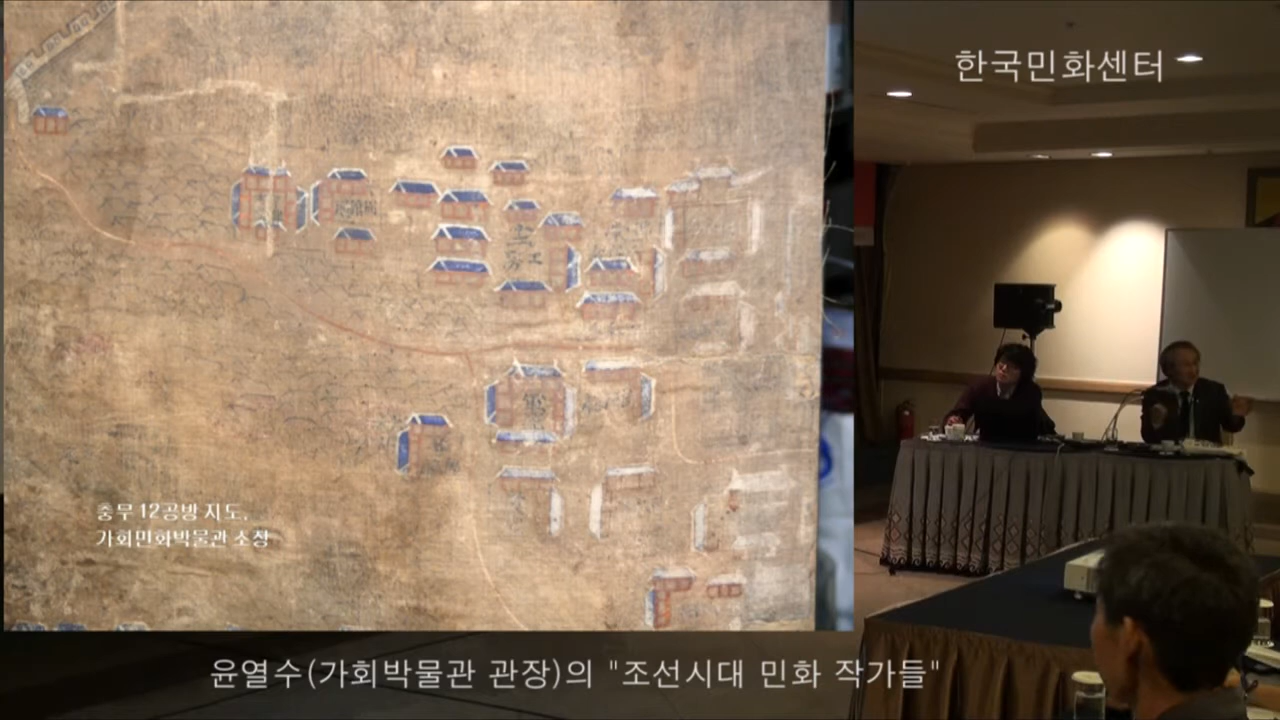 한국민화센터
충무 12공방 지도,
가회민화박물관 소장
윤열수(가회박물관 관장)의 "조선시대 민화 작가들"